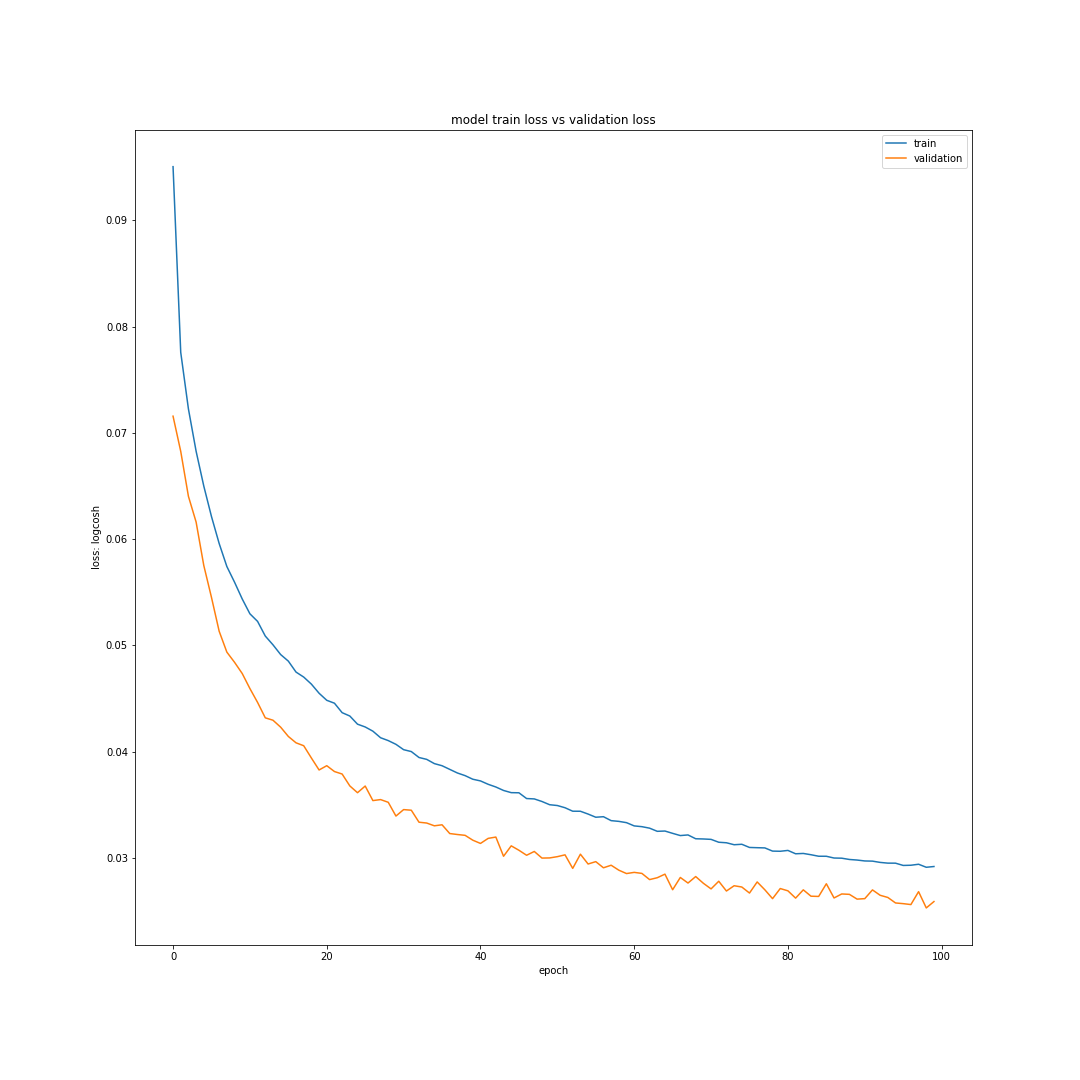 model train loss vs validation loss
train
validation
0.09
0.08
0.07
0.06
0.05
0.04
0.03
loss: logcosh
0 20 40 60 80 100
epoch